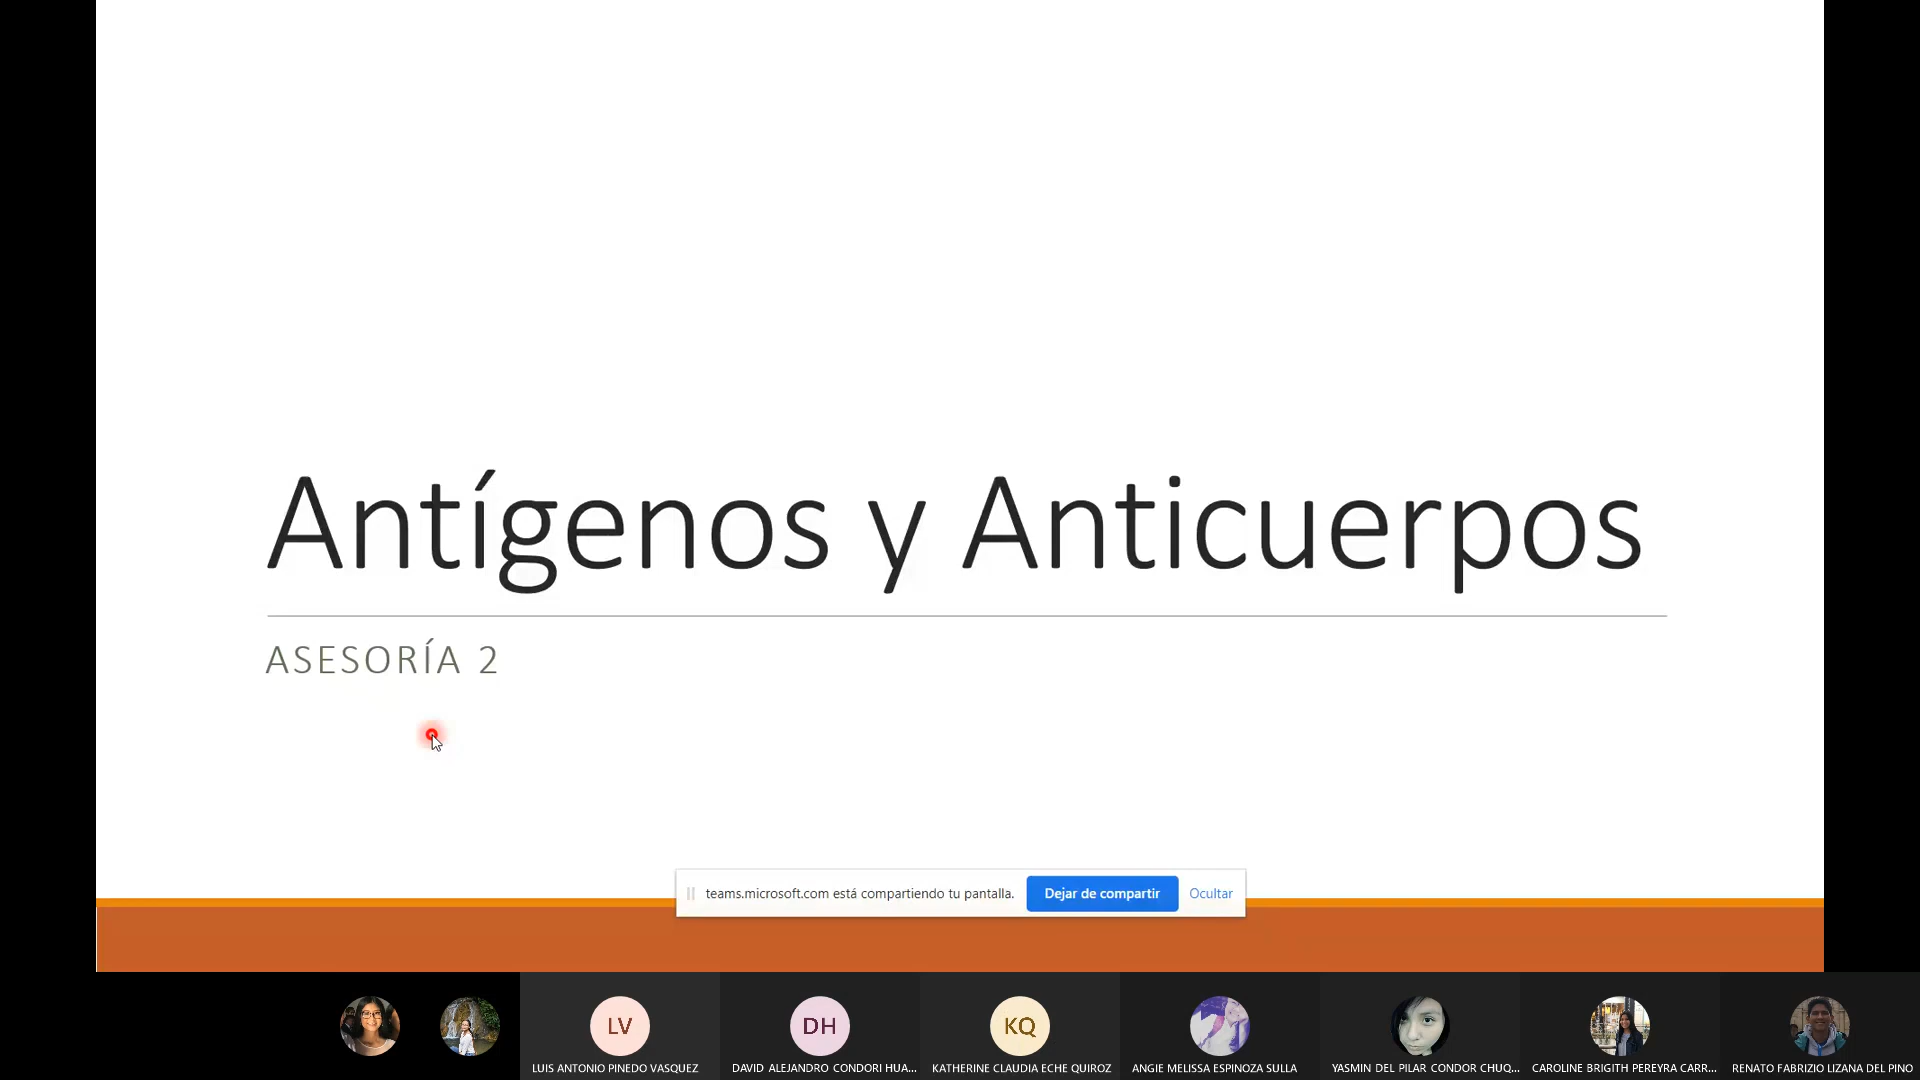 Antígenos y Anticuerpos
ASESORÍA 2
teams.microsoft.com está compartiendo tu pantalla.
Dejar de compartir
Ocultar
LV
DH
KQ
LUIS ANTONIO PINEDO VASQUEZ
DAVID ALEJANDRO CONDORI HUA...
KATHERINE CLAUDIA ECHE QUIROZ
ANGIE MELISSA ESPINOZA SULLA
YASMIN DEL PILAR CONDOR CHUQ...
CAROLINE BRIGITH PEREYRA CARR...
RENATO FABRIZIO LIZANA DEL PINO